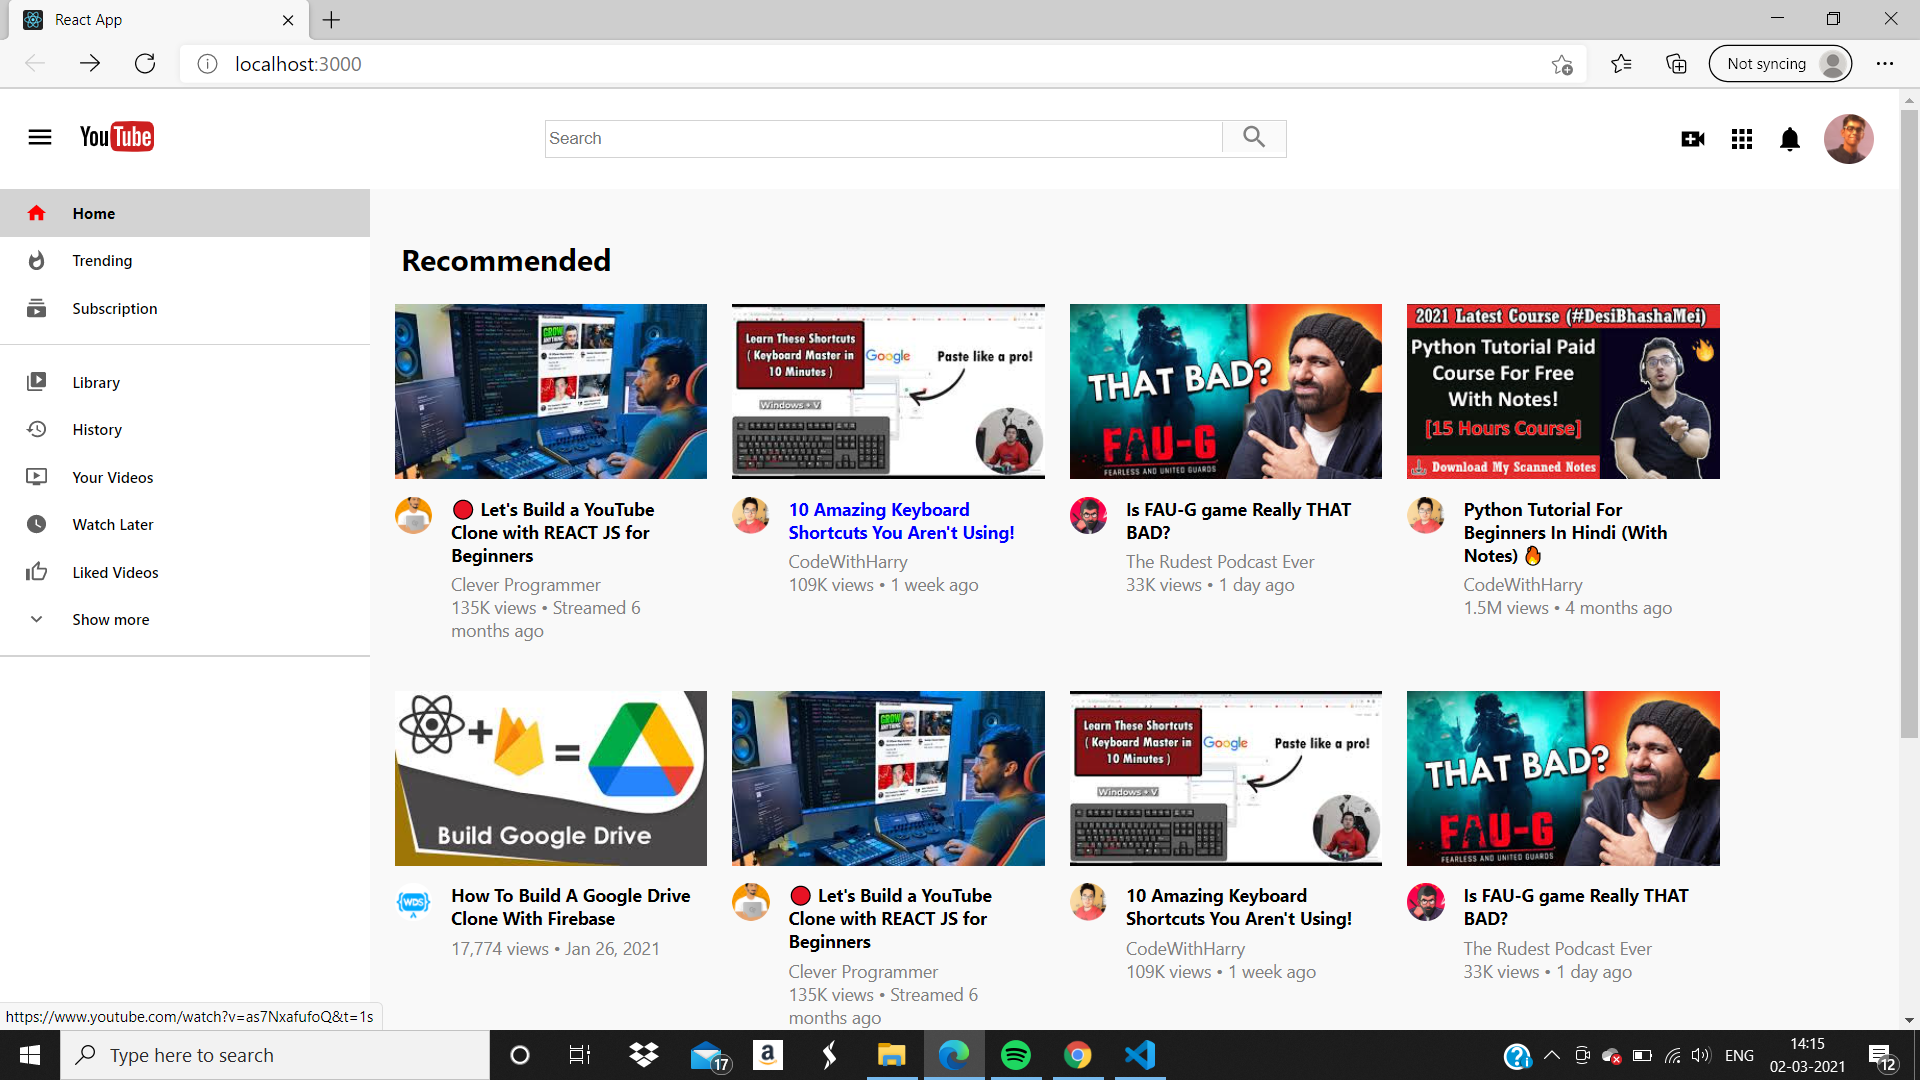 React App
localhost:3000
Not syncing
YouTube
Search
Home
Trending
Subscription
Library
History
Your Videos
Watch Later
Liked Videos
Show more
Recommended
GROW
Learn These Shortcuts
( Keyboard Master in
10 Minutes )
Google
Paste like a pro!
Windows + V
THAT BAD?
FAU-G
FEARLESS AND UNITED GUARDS
2021 Latest Course (#DesiBhashaMei)
Python Tutorial Paid
Course For Free
With Notes!
[15 Hours Course]
Download My Scanned Notes
🔴 Let's Build a YouTube
Clone with REACT JS for
Beginners
Clever Programmer
135K views • Streamed 6
months ago
10 Amazing Keyboard
Shortcuts You Aren't Using!
CodeWithHarry
109K views • 1 week ago
Is FAU-G game Really THAT
BAD?
The Rudest Podcast Ever
33K views • 1 day ago
Python Tutorial For
Beginners In Hindi (With
Notes) 🔥
CodeWithHarry
1.5M views • 4 months ago
+ =
Build Google Drive
GROW
Learn These Shortcuts
( Keyboard Master in
10 Minutes )
Google
Paste like a pro!
Windows + V
THAT BAD?
FAU-G
FEARLESS AND UNITED GUARDS
WDS
How To Build A Google Drive
Clone With Firebase
17,774 views • Jan 26, 2021
🔴 Let's Build a YouTube
Clone with REACT JS for
Beginners
Clever Programmer
135K views • Streamed 6
months ago
10 Amazing Keyboard
Shortcuts You Aren't Using!
CodeWithHarry
109K views • 1 week ago
Is FAU-G game Really THAT
BAD?
The Rudest Podcast Ever
33K views • 1 day ago
https://www.youtube.com/watch?v=as7NxafufoQ&t=1s
Type here to search
17
a
ENG
14:15
02-03-2021
12